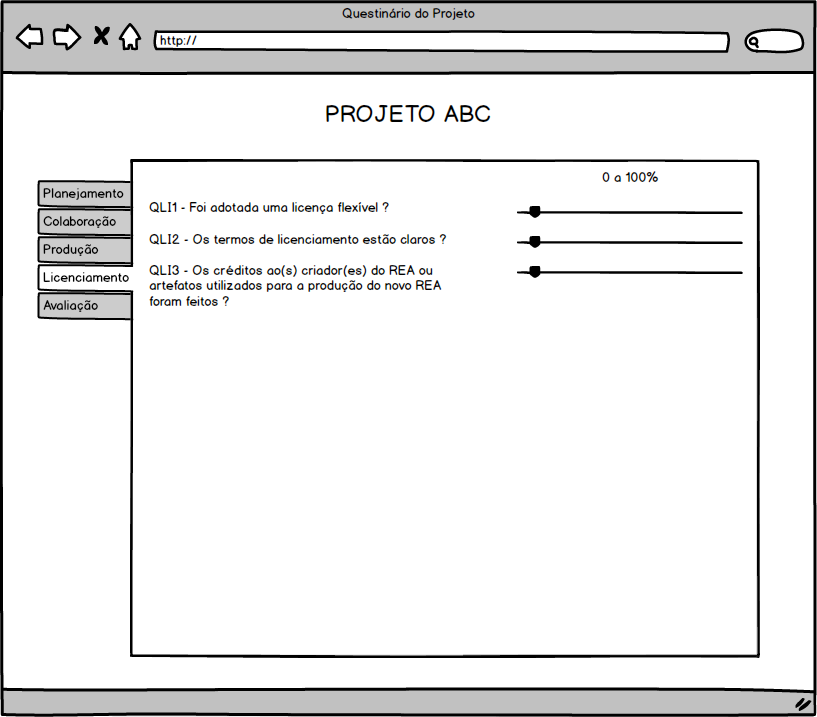 Questinário do Projeto
http://
PROJETO ABC
Planejamento
Colaboração
Produção
Licenciamento
Avaliação
0 a 100%
QLI1 - Foi adotada uma licença flexível ?
QLI2 - Os termos de licenciamento estão claros ?
QLI3 - Os créditos ao(s) criador(es) do REA ou
artefatos utilizados para a produção do novo REA
foram feitos ?